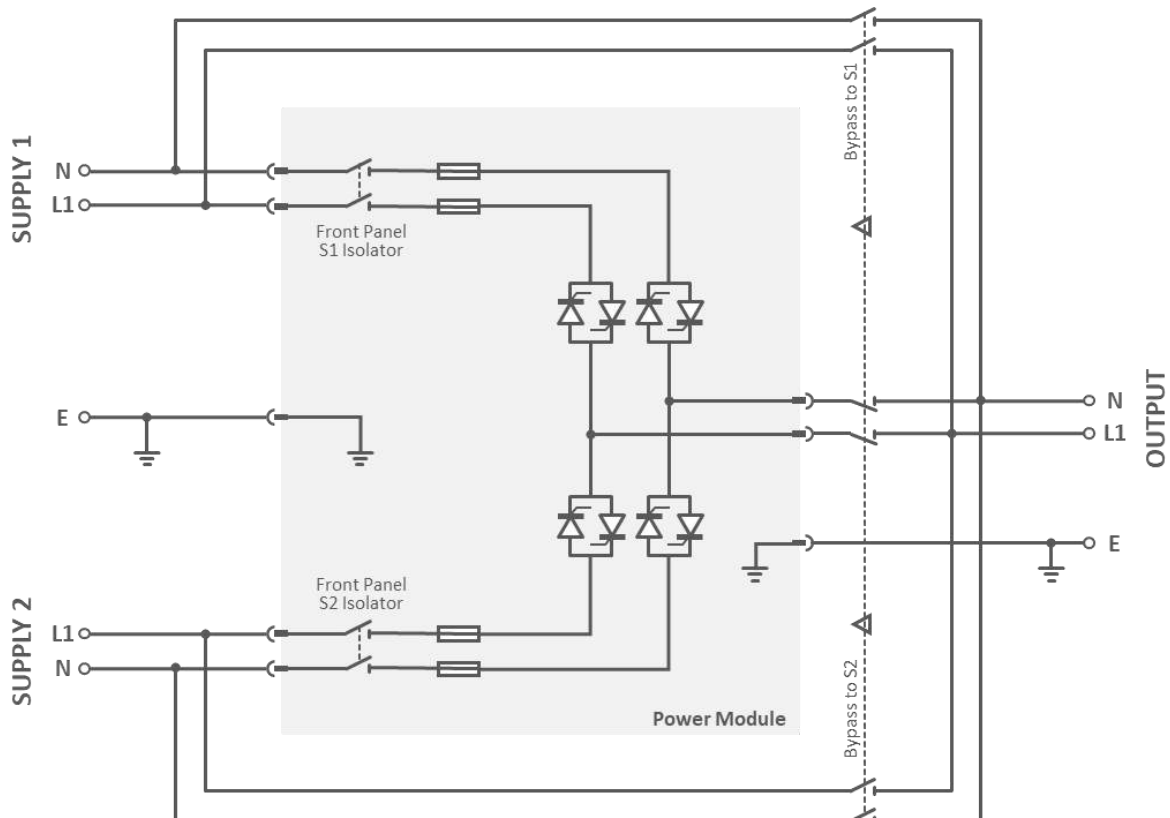 Bypass to S1
SUPPLY 1
N
L1
Front Panel
S1 Isolator
E
N
L1
OUTPUT
E
Front Panel
S2 Isolator
SUPPLY 2
L1
N
Bypass to S2
Power Module